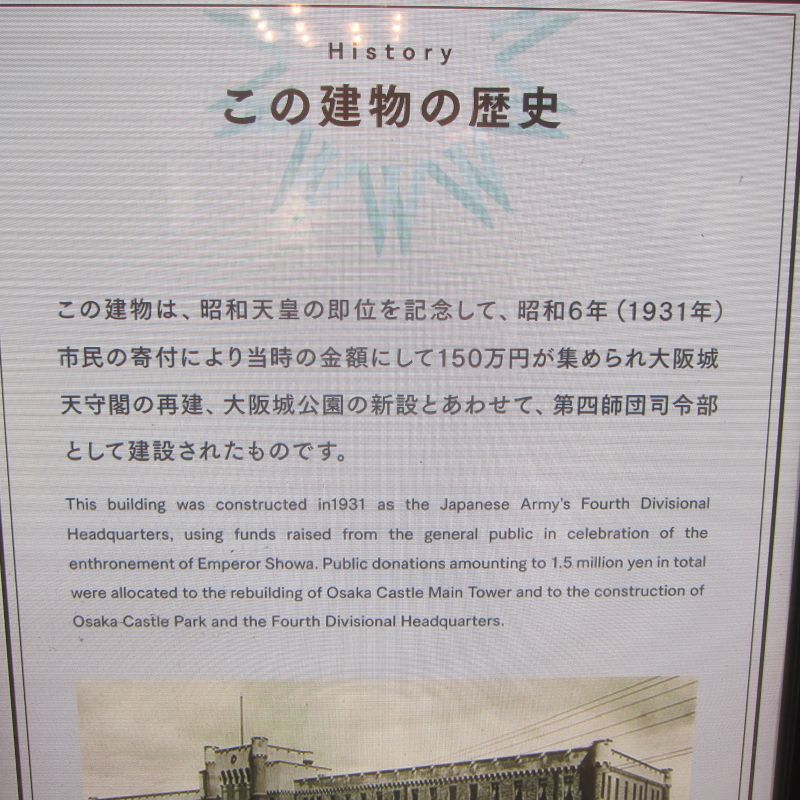 History
この建物の歴史
この建物は、昭和天皇の即位を記念して、昭和6年（1931年）
市民の寄付により当時の金額にして150万円が集められ大阪城
天守閣の再建、大阪城公園の新設とあわせて、第四師団司令部
として建設されたものです。
This building was constructed in1931 as the Japanese Army's Fourth Divisional
Headquarters, using funds raised from the general public in celebration of the
enthronement of Emperor Showa. Public donations amounting to 1.5 million yen in total
were allocated to the rebuilding of Osaka Castle Main Tower and to the construction of
Osaka Castle Park and the Fourth Divisional Headquarters.